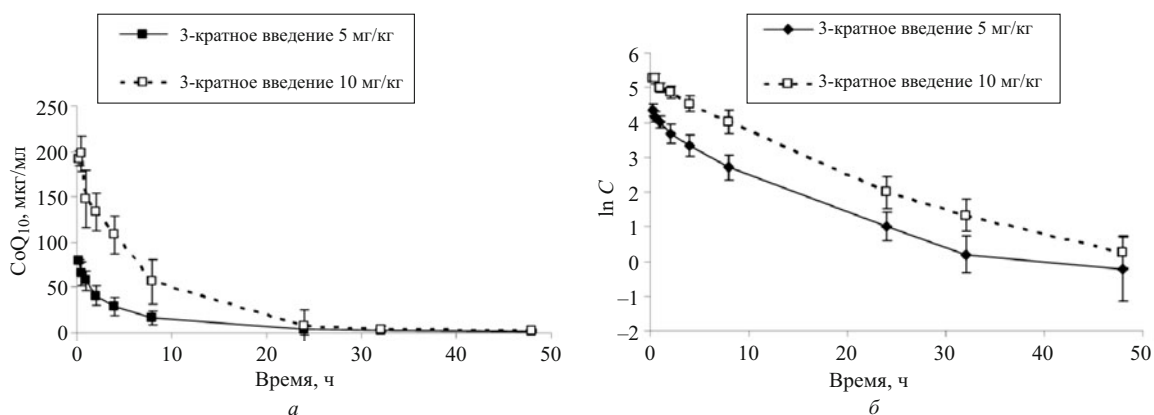 3-кратное введение 5 мг/кг
3-кратное введение 10 мг/кг
CoQ10, мкг/мл
250
200
150
100
50
0
0 10 20 30 40 50
Время, ч
а
3-кратное введение 5 мг/кг
3-кратное введение 10 мг/кг
ln C
6
5
4
3
2
1
0
–1
–2
0 10 20 30 40 50
Время, ч
б